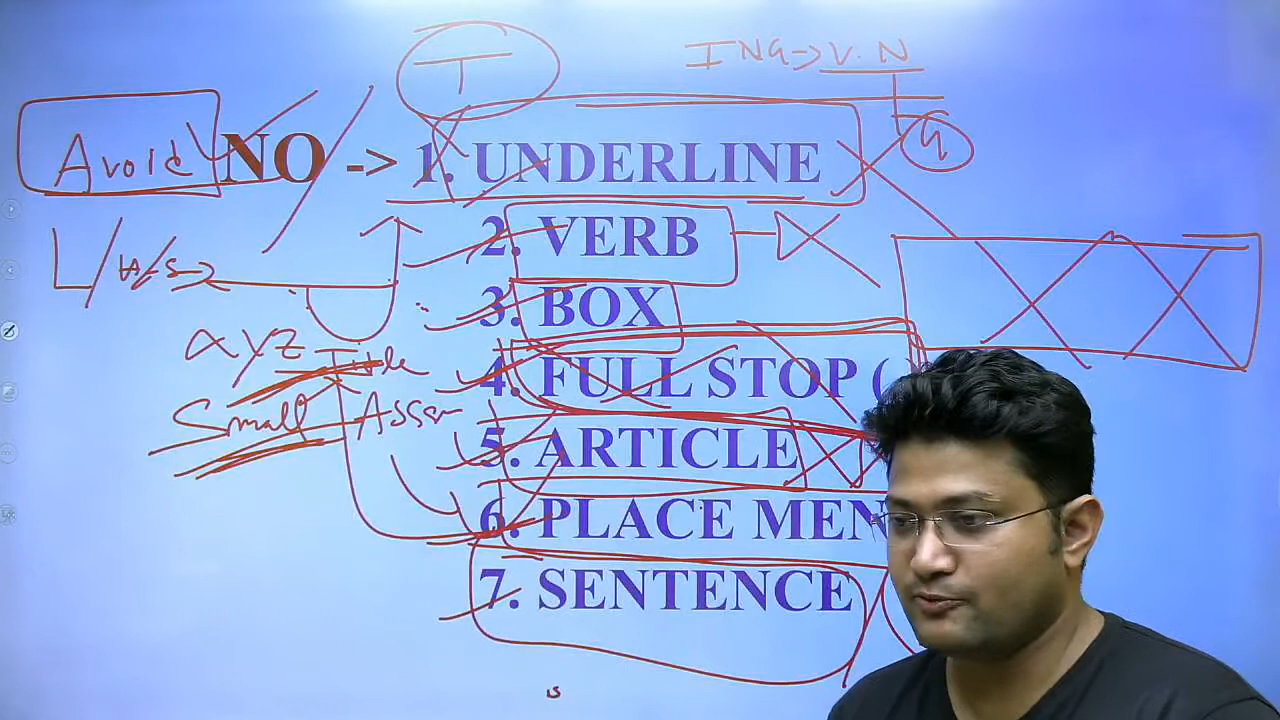 T
ING->V.N
Avoid NO -> 1. UNDERLINE
2. VERB
3. BOX
xyz Title
4. FULL STOP (
Small
5. ARTICLE
6. PLACE MEN
7. SENTENCE